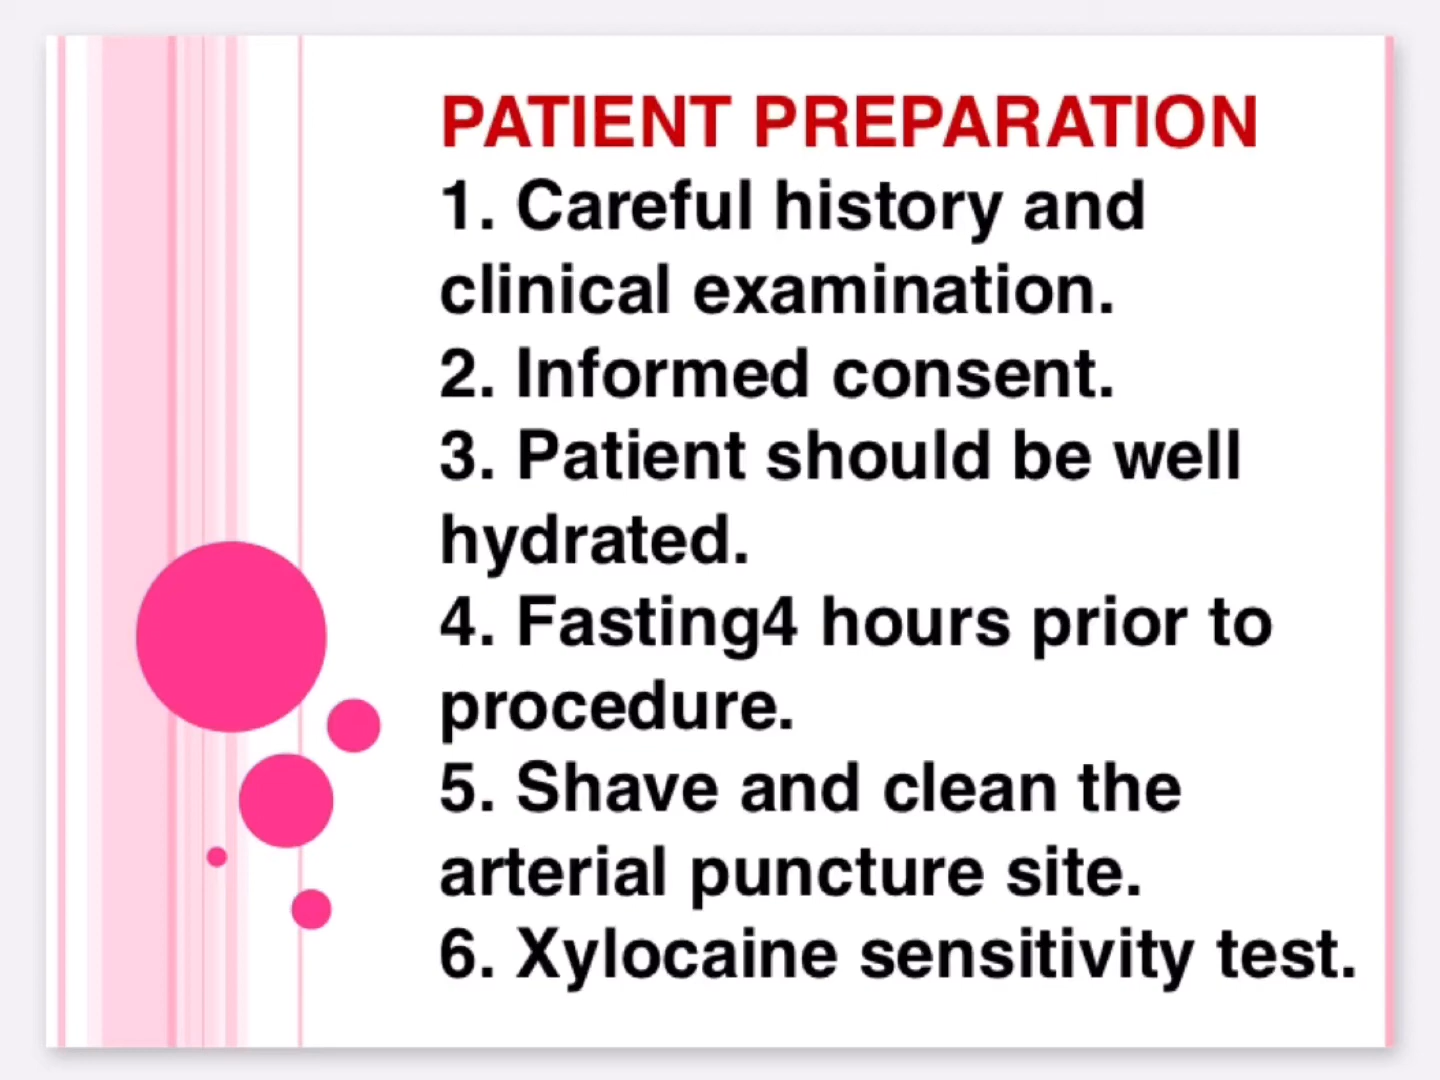 PATIENT PREPARATION
1. Careful history and
clinical examination.
2. Informed consent.
3. Patient should be well
hydrated.
4. Fasting4 hours prior to
procedure.
5. Shave and clean the
arterial puncture site.
6. Xylocaine sensitivity test.